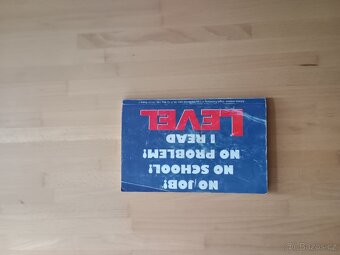 NO JOB!
NO SCHOOL!
NO PROBLEM!
I READ
LEVEL